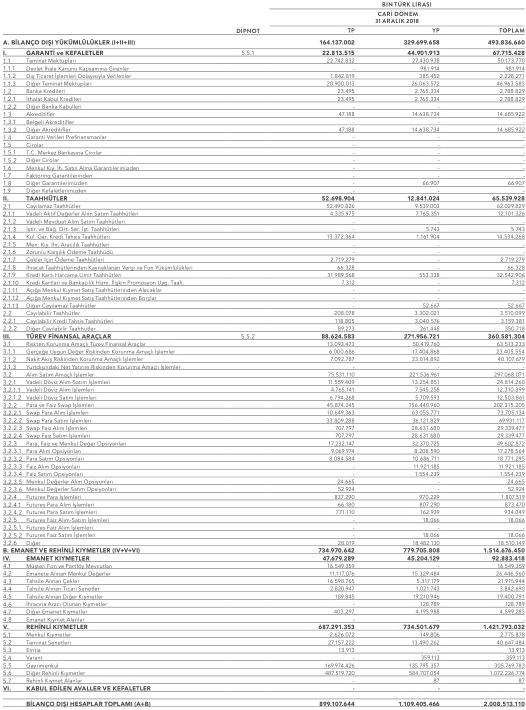 BİN TÜRK LİRASI
CARİ DÖNEM
31 ARALIK 2018
DİPNOT TP YP TOPLAM
A. BİLANÇO DIŞI YÜKÜMLÜLÜKLER (I+II+III) 164.137.002 329.699.658 493.836.660
I. GARANTİ ve KEFALETLER 5.5.1 22.813.515 44.901.913 67.715.428
1.1 Teminat Mektupları 22.742.832 27.430.938 50.173.770
1.1.1 Devlet İhale Kanunu Kapsamına Girenler - 981.914 981.914
1.1.2 Dış Ticaret İşlemleri Dolayısıyla Verilenler 1.842.819 385.452 2.228.271
1.1.3 Diğer Teminat Mektupları 20.900.013 26.063.572 46.963.585
1.2 Banka Kredileri 23.495 2.765.334 2.788.829
1.2.1 İthalat Kabul Kredileri 23.495 2.765.334 2.788.829
1.2.2 Diğer Banka Kabulleri - - -
1.3 Akreditifler 47.188 14.638.734 14.685.922
1.3.1 Belgeli Akreditifler - - -
1.3.2 Diğer Akreditifler 47.188 14.638.734 14.685.922
1.4 Garanti Verilen Prefinansmanlar - - -
1.5 Cirolar - - -
1.5.1 T.C. Merkez Bankasına Cirolar - - -
1.5.2 Diğer Cirolar - - -
1.6 Menkul Kıy. İh. Satın Alma Garantilerimizden - - -
1.7 Faktoring Garantilerinden - - -
1.8 Diğer Garantilerimizden - 66.907 66.907
1.9 Diğer Kefaletlerimizden - - -
II. TAAHHÜTLER 52.698.904 12.841.024 65.539.928
2.1 Cayılamaz Taahhütler 52.490.826 9.539.003 62.029.829
2.1.1 Vadeli Aktif Değerler Alım Satım Taahhütleri 4.335.975 7.765.351 12.101.326
2.1.2 Vadeli Mevduat Alım Satım Taahhütleri - - -
2.1.3 İştir. ve Bağ. Ort. Ser. İşt. Taahhütleri - 5.743 5.743
2.1.4 Kul. Ger. Kredi Tahsis Taahhütleri 13.372.364 1.161.904 14.534.268
2.1.5 Men. Kıy. İhr. Aracılık Taahhütleri - - -
2.1.6 Zorunlu Karşılık Ödeme Taahhüdü - - -
2.1.7 Çekler İçin Ödeme Taahhütleri 2.719.279 - 2.719.279
2.1.8 İhracat Taahhütlerinden Kaynaklanan Vergi ve Fon Yükümlülükleri 66.328 - 66.328
2.1.9 Kredi Kartı Harcama Limit Taahhütleri 31.989.568 553.338 32.542.906
2.1.10 Kredi Kartları ve Bankacılık Hizm. İlişkin Promosyon Uyg. Taah. 7.312 - 7.312
2.1.11 Açığa Menkul Kıymet Satış Taahhütlerinden Alacaklar - - -
2.1.12 Açığa Menkul Kıymet Satış Taahhütlerinden Borçlar - - -
2.1.13 Diğer Cayılamaz Taahhütler - 52.667 52.667
2.2 Cayılabilir Taahhütler 208.078 3.302.021 3.510.099
2.2.1 Cayılabilir Kredi Tahsis Taahhütleri 118.805 3.040.576 3.159.381
2.2.2 Diğer Cayılabilir Taahhütler 89.273 261.445 350.718
III. TÜREV FİNANSAL ARAÇLAR 5.5.2 88.624.583 271.956.721 360.581.304
3.1 Riskten Korunma Amaçlı Türev Finansal Araçlar 13.093.473 50.419.760 63.513.233
3.1.1 Gerçeğe Uygun Değer Riskinden Korunma Amaçlı İşlemler 6.000.686 17.404.868 23.405.554
3.1.2 Nakit Akış Riskinden Korunma Amaçlı İşlemler 7.092.787 33.014.892 40.107.679
3.1.3 Yurtdışındaki Net Yatırım Riskinden Korunma Amaçlı İşlemler - - -
3.2 Alım Satım Amaçlı İşlemler 75.531.110 221.536.961 297.068.071
3.2.1 Vadeli Döviz Alım-Satım İşlemleri 11.559.409 13.254.851 24.814.260
3.2.1.1 Vadeli Döviz Alım İşlemleri 4.765.141 7.545.258 12.310.399
3.2.1.2 Vadeli Döviz Satım İşlemleri 6.794.268 5.709.593 12.503.861
3.2.2 Para ve Faiz Swap İşlemleri 45.874.245 156.440.960 202.315.205
3.2.2.1 Swap Para Alım İşlemleri 10.649.363 63.055.771 73.705.134
3.2.2.2 Swap Para Satım İşlemleri 33.809.288 36.121.829 69.931.117
3.2.2.3 Swap Faiz Alım İşlemleri 707.797 28.631.680 29.339.477
3.2.2.4 Swap Faiz Satım İşlemleri 707.797 28.631.680 29.339.477
3.2.3 Para, Faiz ve Menkul Değer Opsiyonları 17.232.147 32.370.725 49.602.872
3.2.3.1 Para Alım Opsiyonları 9.069.974 8.208.590 17.278.564
3.2.3.2 Para Satım Opsiyonları 8.084.584 10.686.711 18.771.295
3.2.3.3 Faiz Alım Opsiyonları - 11.921.185 11.921.185
3.2.3.4 Faiz Satım Opsiyonları - 1.554.239 1.554.239
3.2.3.5 Menkul Değerler Alım Opsiyonları 24.665 - 24.665
3.2.3.6 Menkul Değerler Satım Opsiyonları 52.924 - 52.924
3.2.4 Futures Para İşlemleri 837.290 970.229 1.807.519
3.2.4.1 Futures Para Alım İşlemleri 66.180 807.290 873.470
3.2.4.2 Futures Para Satım İşlemleri 771.110 162.939 934.049
3.2.5 Futures Faiz Alım-Satım İşlemleri - 18.066 18.066
3.2.5.1 Futures Faiz Alım İşlemleri - - -
3.2.5.2 Futures Faiz Satım İşlemleri - 18.066 18.066
3.2.6 Diğer 28.019 18.482.130 18.510.149
B. EMANET VE REHİNLİ KIYMETLER (IV+V+VI) 734.970.642 779.705.808 1.514.676.450
IV. EMANET KIYMETLER 47.679.289 45.204.129 92.883.418
4.1 Müşteri Fon ve Portföy Mevcutları 16.549.359 - 16.549.359
4.2 Emanete Alınan Menkul Değerler 11.117.076 15.329.484 26.446.560
4.3 Tahsile Alınan Çekler 16.598.765 5.317.179 21.915.944
4.4 Tahsile Alınan Ticari Senetler 2.820.947 1.021.743 3.842.690
4.5 Tahsile Alınan Diğer Kıymetler 189.845 19.210.946 19.400.791
4.6 İhracına Aracı Olunan Kıymetler - 128.789 128.789
4.7 Diğer Emanet Kıymetler 403.297 4.195.988 4.599.285
4.8 Emanet Kıymet Alanlar - - -
V. REHİNLİ KIYMETLER 687.291.353 734.501.679 1.421.793.032
5.1 Menkul Kıymetler 2.626.072 149.806 2.775.878
5.2 Teminat Senetleri 27.157.222 13.490.262 40.647.484
5.3 Emtia 13.913 - 13.913
5.4 Varant - 359.113 359.113
5.5 Gayrimenkul 169.974.426 135.795.357 305.769.783
5.6 Diğer Rehinli Kıymetler 487.519.720 584.707.054 1.072.226.774
5.7 Rehinli Kıymet Alanlar - 87 87
VI. KABUL EDİLEN AVALLER VE KEFALETLER - - -
BİLANÇO DIŞI HESAPLAR TOPLAMI (A+B) 899.107.644 1.109.405.466 2.008.513.110